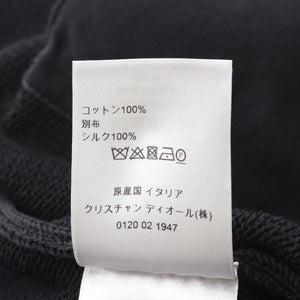 コットン100%
別布
シルク100%
原産国 イタリア
クリスチャン ディオール(株)
0120 02 1947